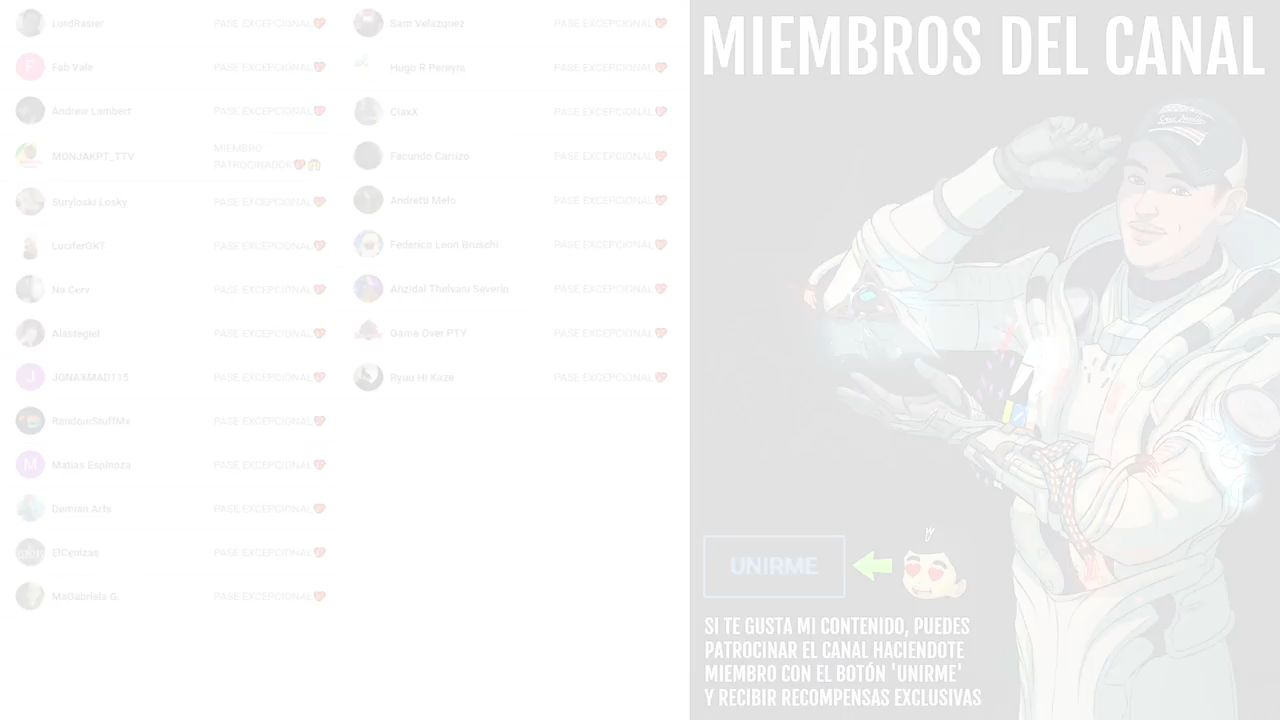 LordRasier PASE EXCEPCIONAL
Fab Vale PASE EXCEPCIONAL
Andrew Lambert PASE EXCEPCIONAL
MONJAKPT_TTV MIEMBRO
PATROCINADOR
Suryloski Losky PASE EXCEPCIONAL
LuciferGKT PASE EXCEPCIONAL
Na Cerv PASE EXCEPCIONAL
Alastegiel PASE EXCEPCIONAL
J JONAXMAD115 PASE EXCEPCIONAL
RandomStuffMx PASE EXCEPCIONAL
M Matias Espinoza PASE EXCEPCIONAL
Demian Arts PASE EXCEPCIONAL
ElCenizas PASE EXCEPCIONAL
MaGabriela G. PASE EXCEPCIONAL
Sam Velazquez PASE EXCEPCIONAL
Hugo R Pereyra PASE EXCEPCIONAL
ClaxX PASE EXCEPCIONAL
Facundo Carrizo PASE EXCEPCIONAL
Andretti Melo PASE EXCEPCIONAL
Federico Leon Bruschi PASE EXCEPCIONAL
PASE EXCEPCIONAL
Game Over PTY PASE EXCEPCIONAL
Ryuu Hi Kaze PASE EXCEPCIONAL
MIEMBROS DEL CANAL
UNIRME
SI TE GUSTA MI CONTENIDO, PUEDES
PATROCINAR EL CANAL HACIENDOTE
MIEMBRO CON EL BOTÓN 'UNIRME'
Y RECIBIR RECOMPENSAS EXCLUSIVAS